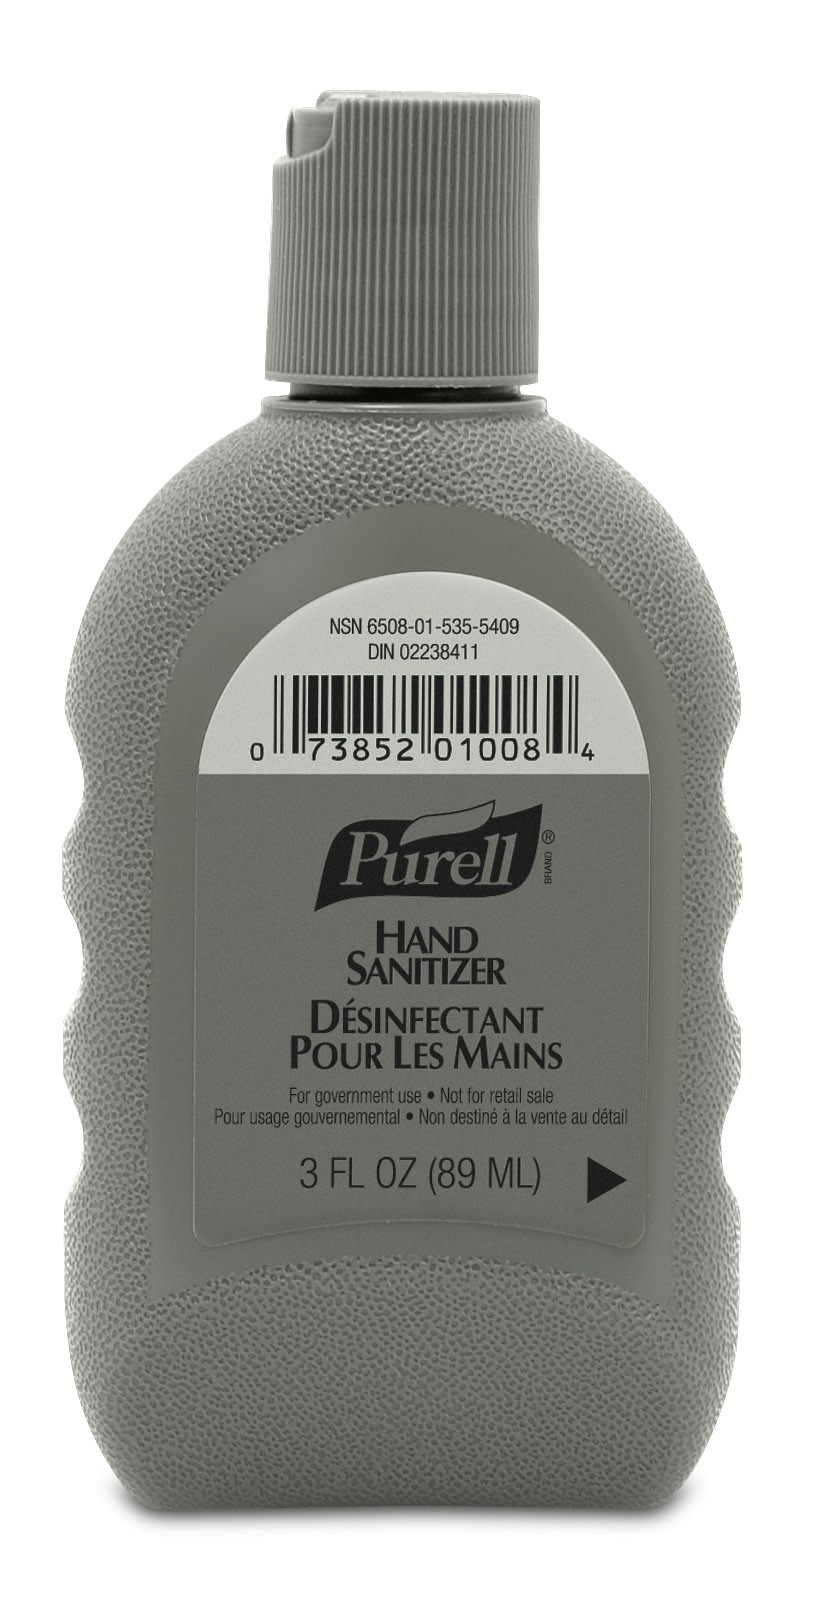 NSN 6508-01-535-5409
DIN 02238411
0 73852 01008 4
Purell ® BRAND
HAND
SANITIZER
DÉSINFECTANT
POUR LES MAINS
For government use • Not for retail sale
Pour usage gouvernemental • Non destiné à la vente au détail
3 FL OZ (89 ML)